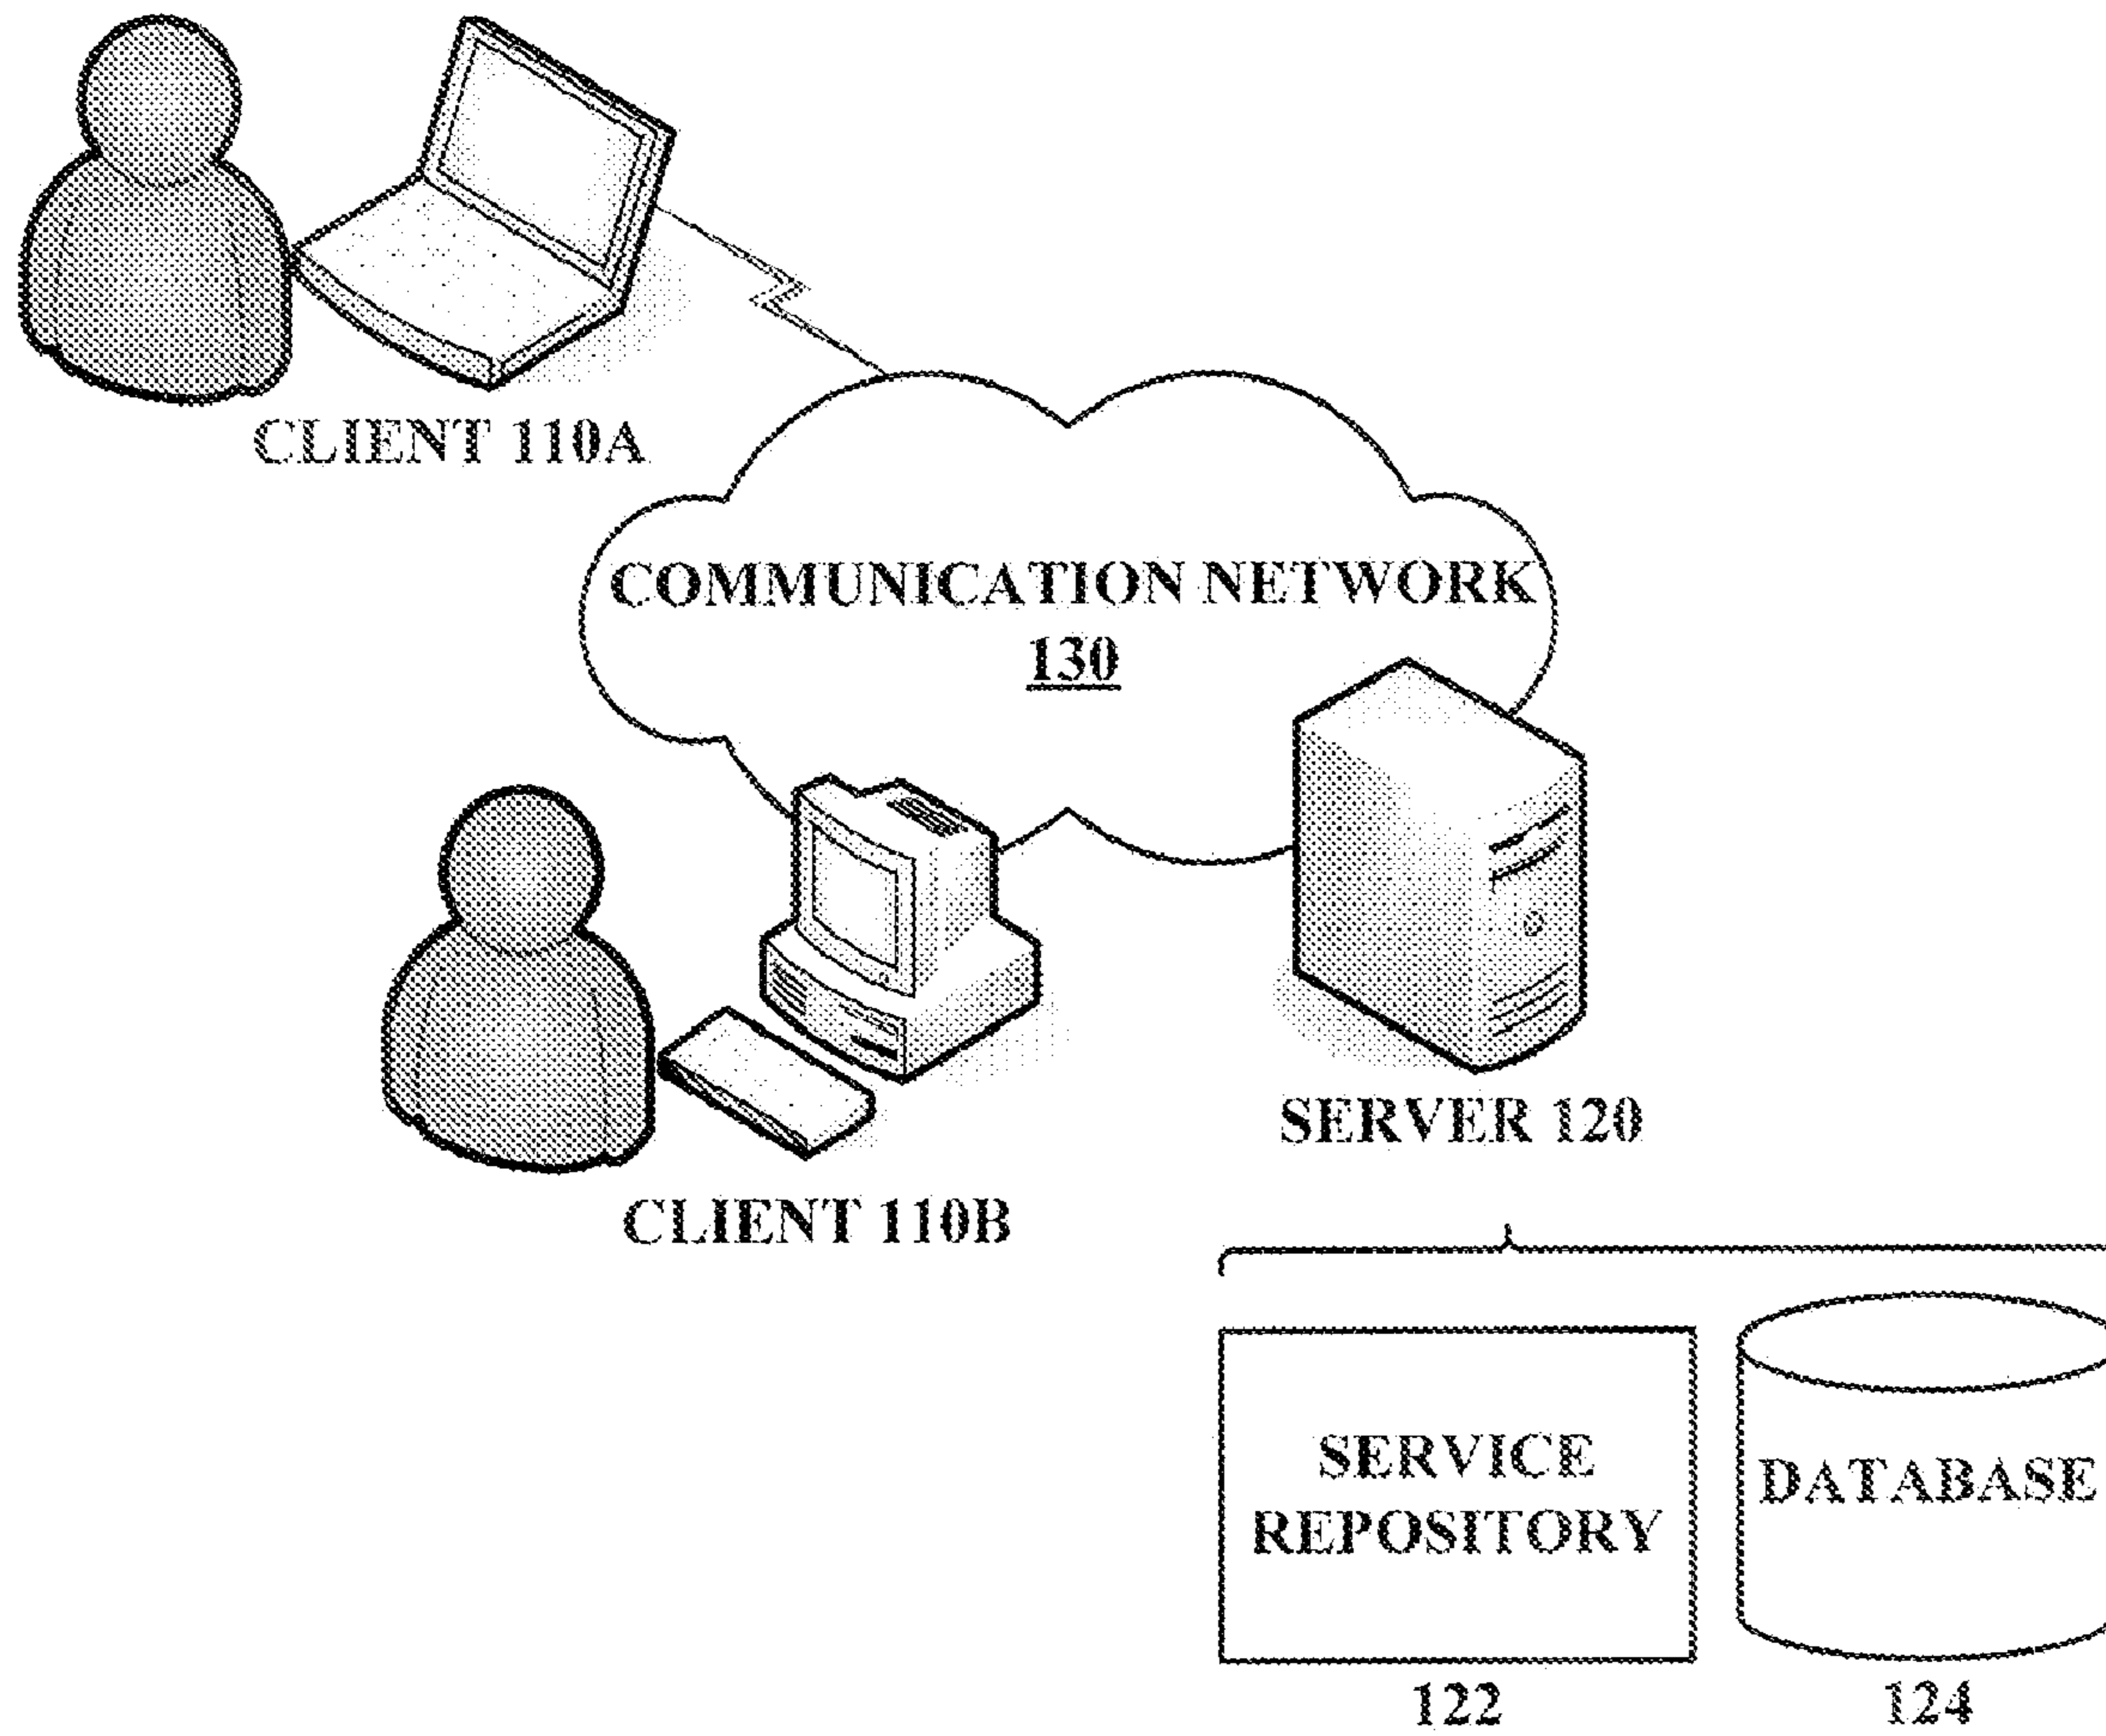 CLIENT 110A
COMMUNICATION NETWORK
130
SERVER 120
CLIENT 110B
SERVICE
REPOSITORY
DATABASE
122
124